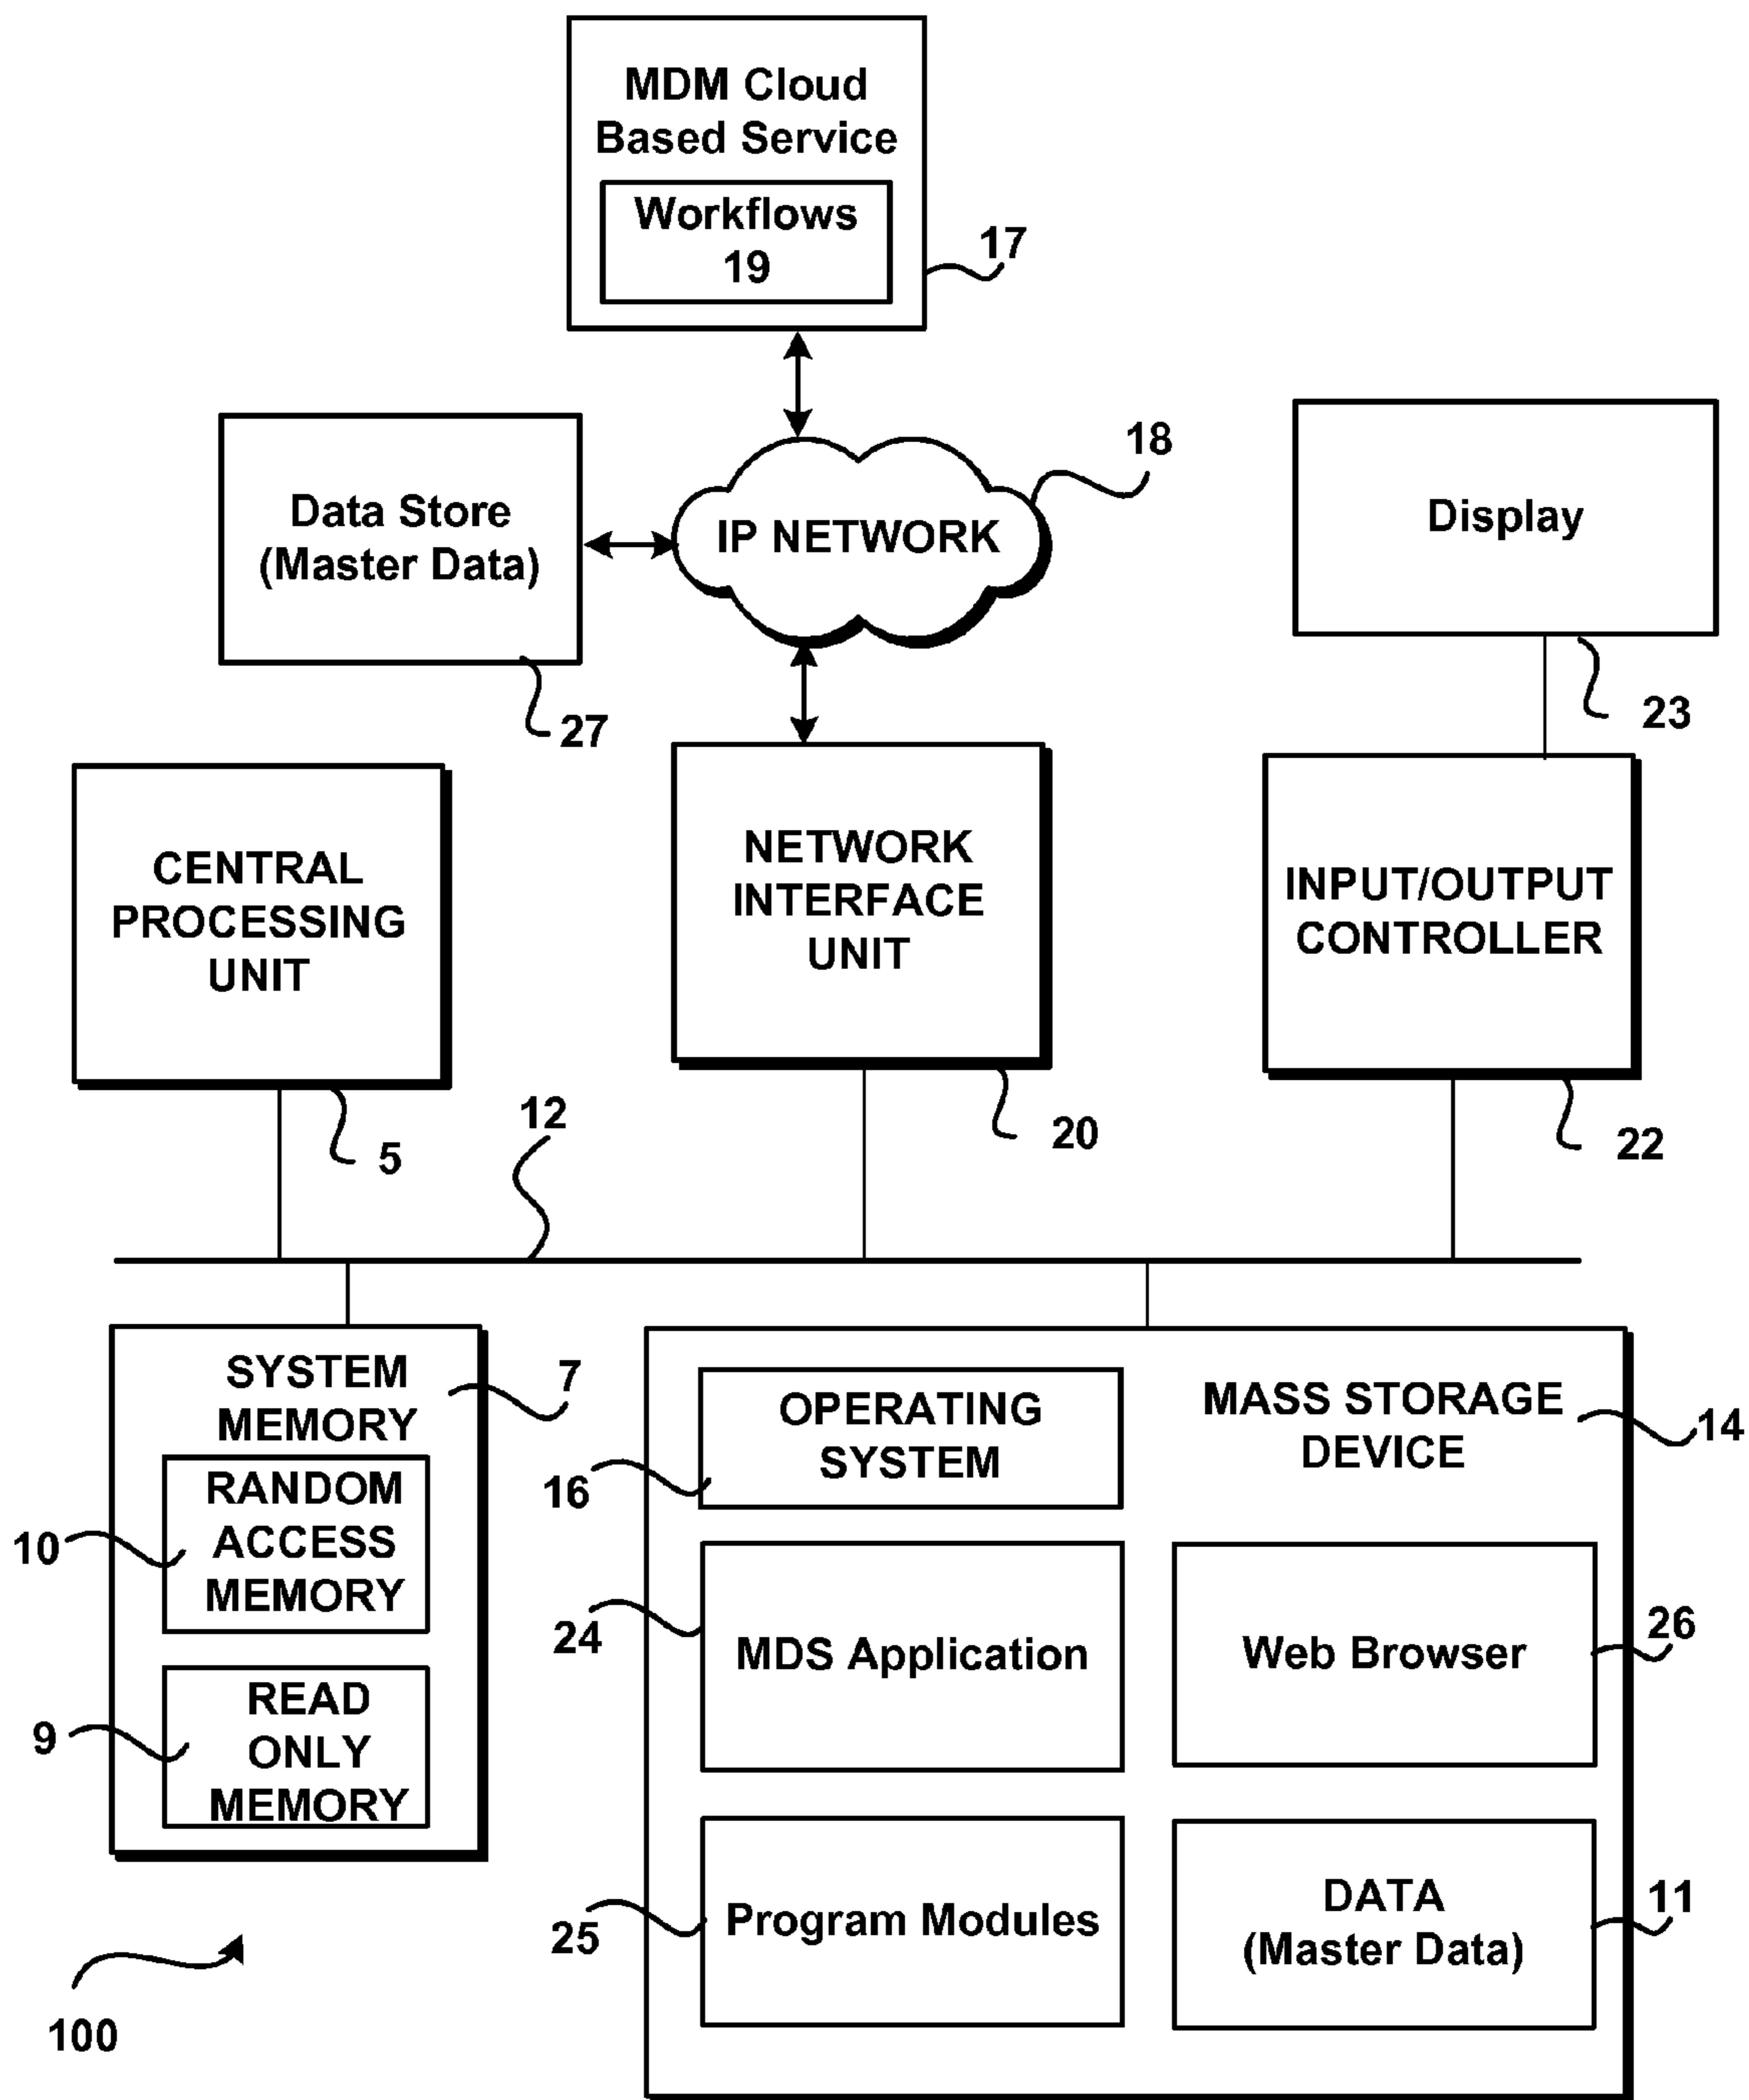 MDM Cloud
Based Service
Workflows
19
17
18
Data Store
(Master Data)
IP NETWORK
Display
27
23
CENTRAL
PROCESSING
UNIT
NETWORK
INTERFACE
UNIT
INPUT/OUTPUT
CONTROLLER
5
12
20
22
SYSTEM
MEMORY
7
RANDOM
ACCESS
MEMORY
10
READ
ONLY
MEMORY
9
OPERATING
SYSTEM
16
MASS STORAGE
DEVICE
14
24
MDS Application
Web Browser
26
25
Program Modules
DATA
(Master Data)
11
100